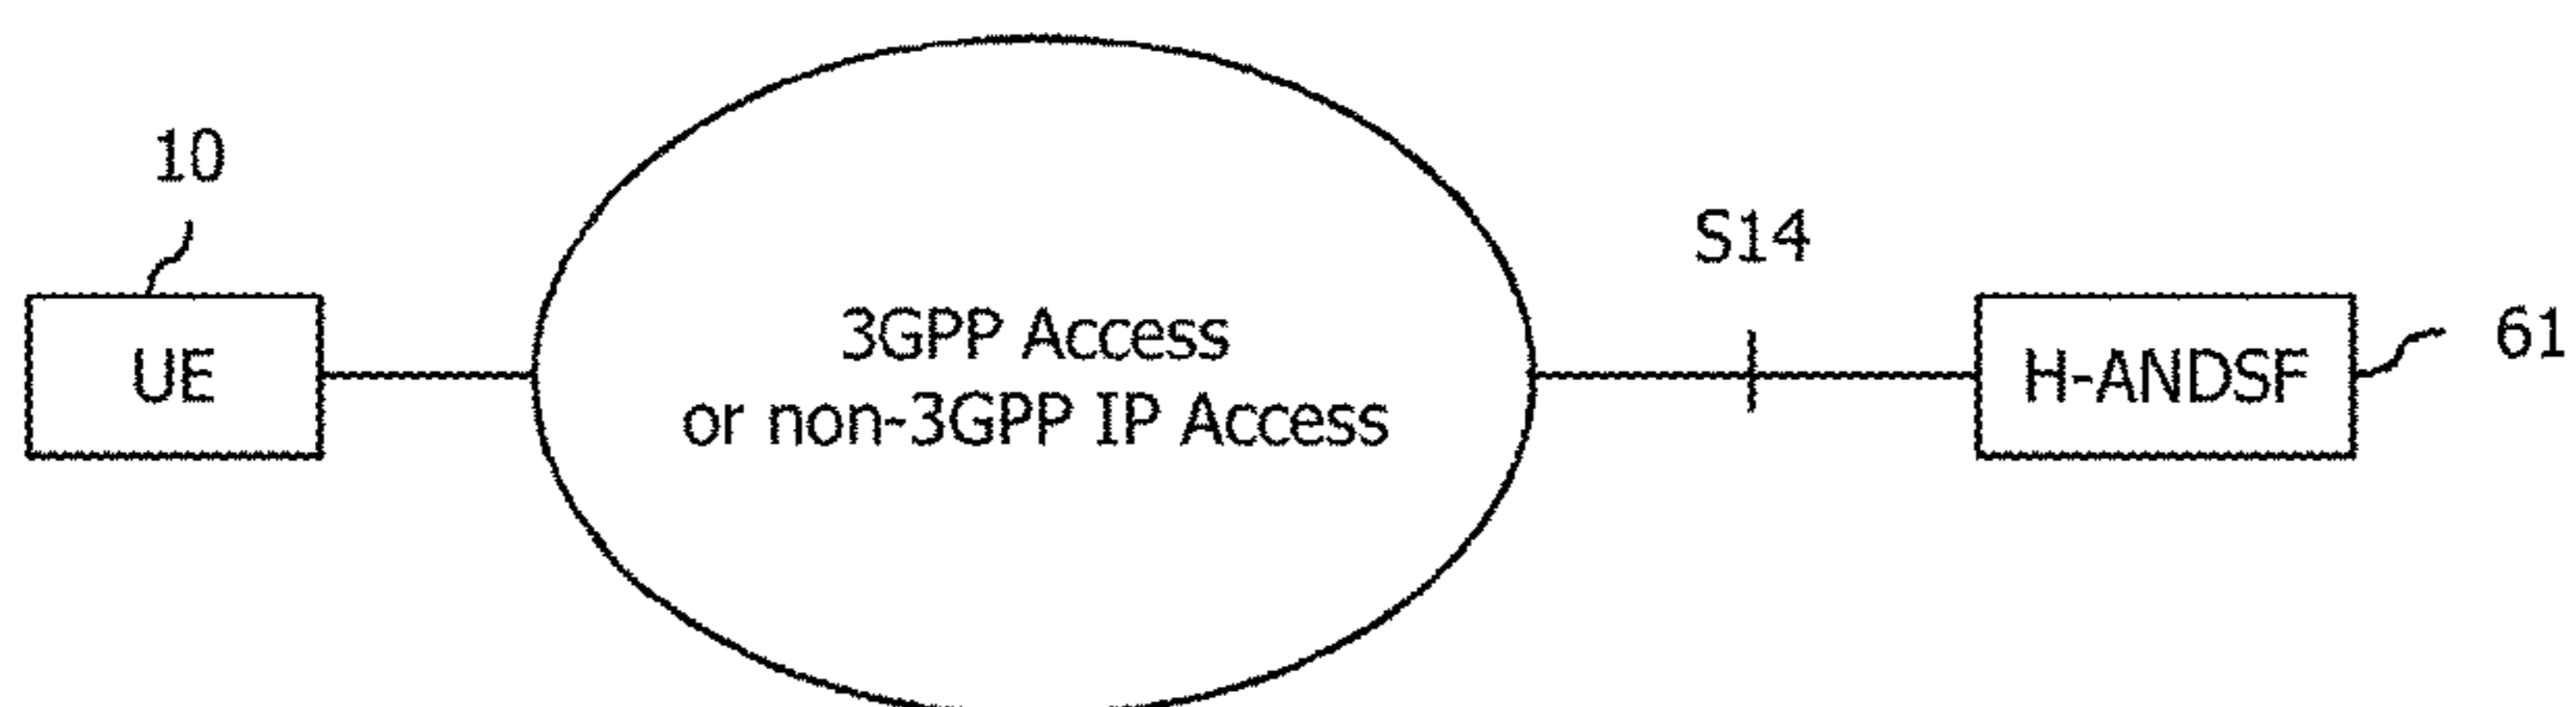 10
S14
UE
3GPP Access
or non-3GPP IP Access
H-ANDSF
61